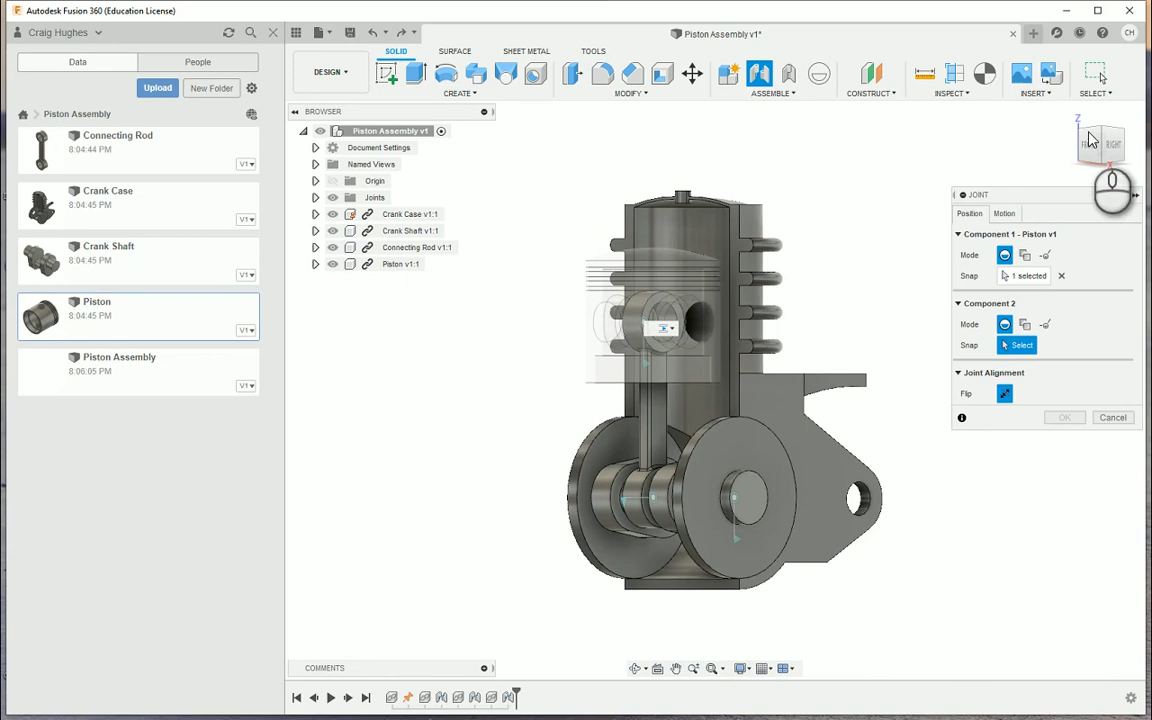 Autodesk Fusion 360 (Education License)
Craig Hughes
Piston Assembly v1*
CH
Data
People
Upload
New Folder
Piston Assembly
Connecting Rod
8:04:44 PM
V1
Crank Case
8:04:45 PM
V1
Crank Shaft
8:04:45 PM
V1
Piston
8:04:45 PM
V1
Piston Assembly
8:06:05 PM
V1
SOLID
SURFACE
SHEET METAL
TOOLS
DESIGN
CREATE
MODIFY
ASSEMBLE
CONSTRUCT
INSPECT
INSERT
SELECT
BROWSER
Piston Assembly v1
Document Settings
Named Views
Origin
Joints
Crank Case v1:1
Crank Shaft v1:1
Connecting Rod v1:1
Piston v1:1
Z
RIGHT
X
JOINT
Position
Motion
Component 1 - Piston v1
Mode
Snap
1 selected
Component 2
Mode
Snap
Select
Joint Alignment
Flip
OK
Cancel
COMMENTS